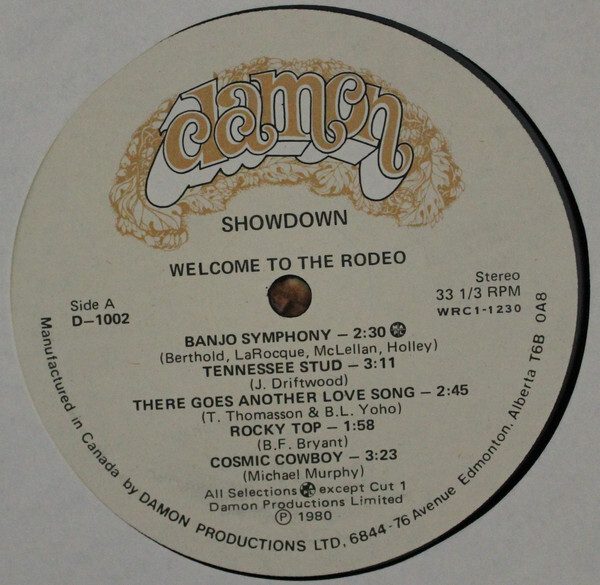 damon
SHOWDOWN
WELCOME TO THE RODEO
Side A
D–1002
Stereo
33 1/3 RPM
WRC1-1230
BANJO SYMPHONY – 2:30
(Berthold, LaRocque, McLellan, Holley)
TENNESSEE STUD – 3:11
(J. Driftwood)
THERE GOES ANOTHER LOVE SONG – 2:45
(T. Thomasson & B.L. Yoho)
ROCKY TOP – 1:58
(B.F. Bryant)
COSMIC COWBOY – 3:23
(Michael Murphy)
All Selections except Cut 1
Damon Productions Limited
Ⓟ 1980
Manufactured in Canada by DAMON PRODUCTIONS LTD, 6844-76 Avenue Edmonton, Alberta T6B 0A8